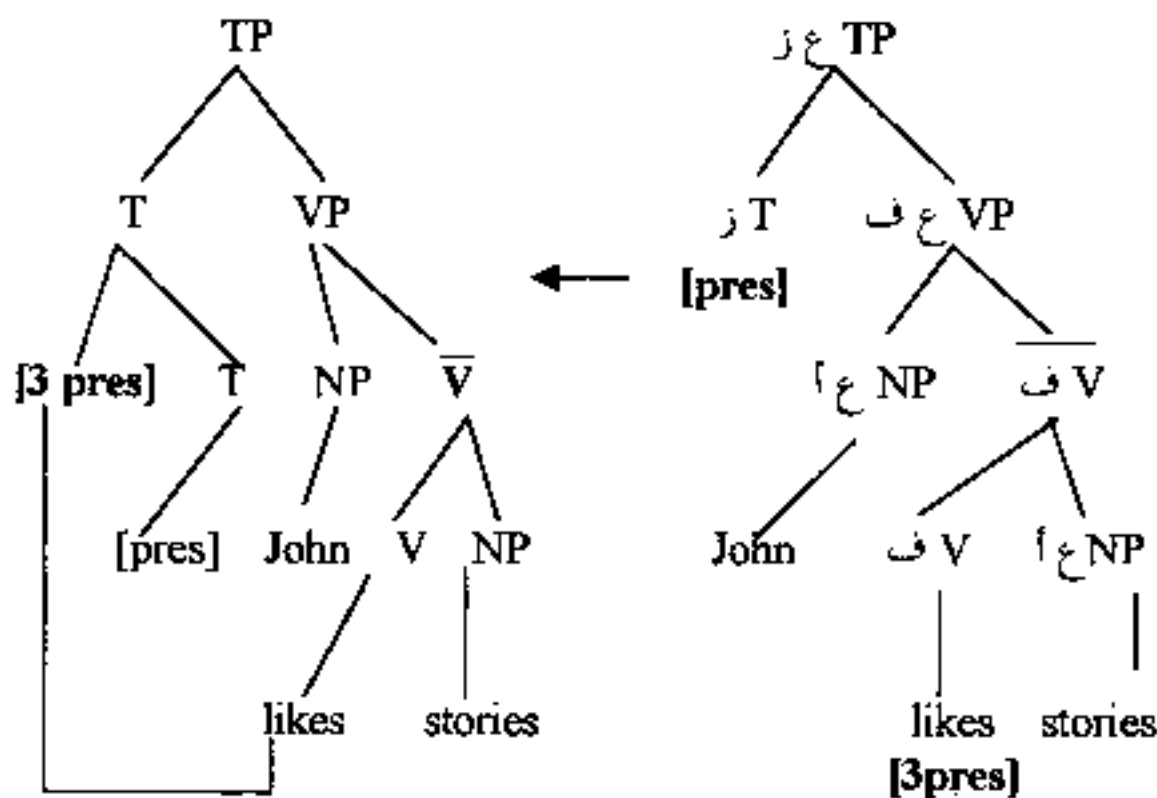 TP ز ع TP
T VP ز T ف ع VP
[pres]
[3 pres] T NP V أ ع NP ف V
[pres] John V NP John ف V أ ع NP
likes stories likes stories
[3pres]